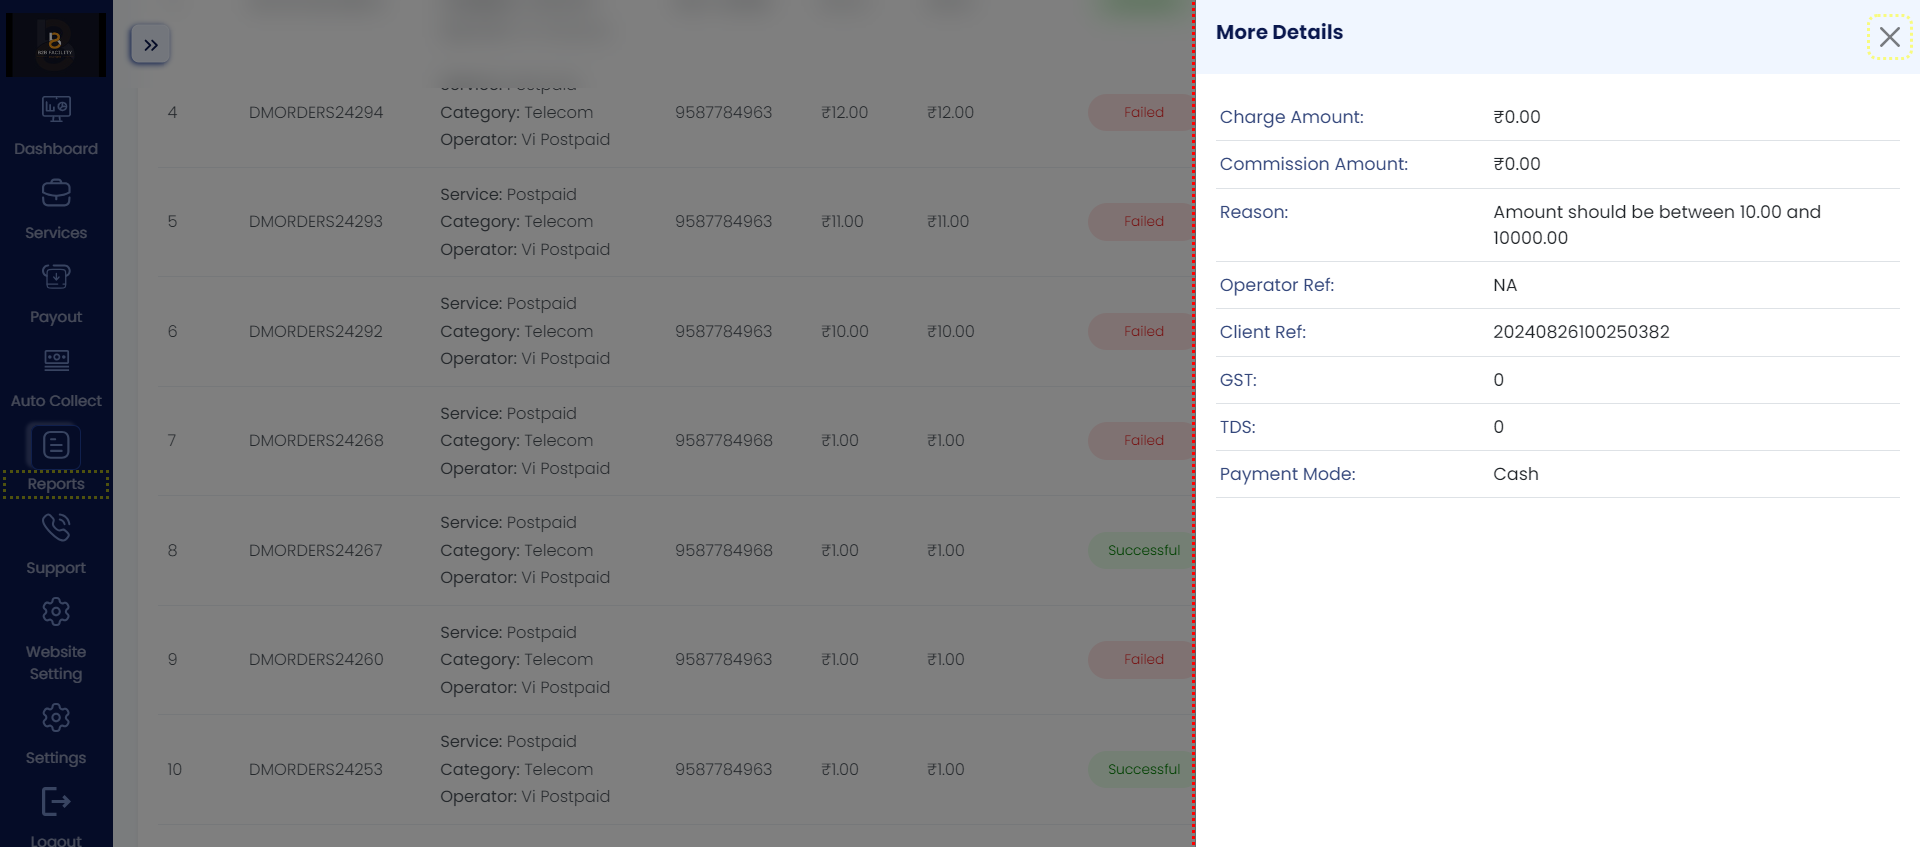 B2B FACILITY
Dashboard
Services
Payout
Auto Collect
Reports
Support
Website
Setting
Settings
Logout
4 DMORDERS24294 Category: Telecom 9587784963 ₹12.00 ₹12.00 Failed
Operator: Vi Postpaid
Service: Postpaid
5 DMORDERS24293 Category: Telecom 9587784963 ₹11.00 ₹11.00 Failed
Operator: Vi Postpaid
Service: Postpaid
6 DMORDERS24292 Category: Telecom 9587784963 ₹10.00 ₹10.00 Failed
Operator: Vi Postpaid
Service: Postpaid
7 DMORDERS24268 Category: Telecom 9587784968 ₹1.00 ₹1.00 Failed
Operator: Vi Postpaid
Service: Postpaid
8 DMORDERS24267 Category: Telecom 9587784968 ₹1.00 ₹1.00 Successful
Operator: Vi Postpaid
Service: Postpaid
9 DMORDERS24260 Category: Telecom 9587784963 ₹1.00 ₹1.00 Failed
Operator: Vi Postpaid
Service: Postpaid
10 DMORDERS24253 Category: Telecom 9587784963 ₹1.00 ₹1.00 Successful
Operator: Vi Postpaid
More Details
Charge Amount: ₹0.00
Commission Amount: ₹0.00
Reason: Amount should be between 10.00 and
10000.00
Operator Ref: NA
Client Ref: 20240826100250382
GST: 0
TDS: 0
Payment Mode: Cash